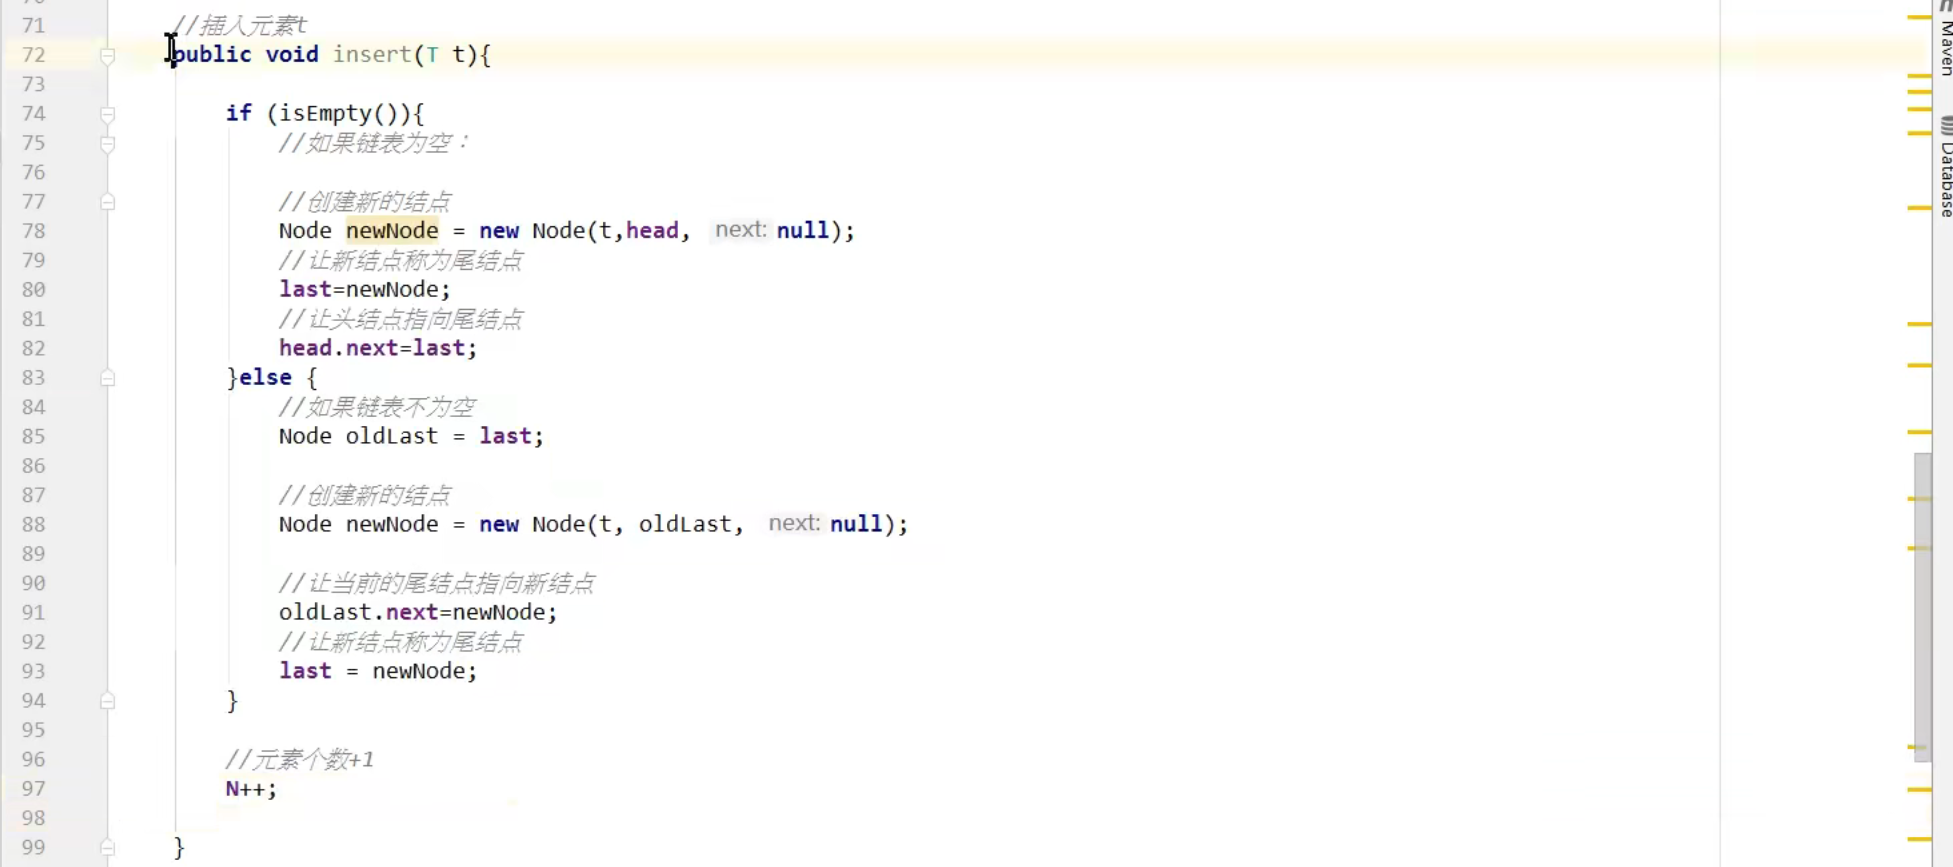 71 //插入元素t
72 public void insert(T t){
73
74 if (isEmpty()){
75 //如果链表为空：
76
77 //创建新的结点
78 Node newNode = new Node(t,head, next: null);
79 //让新结点称为尾结点
80 last=newNode;
81 //让头结点指向尾结点
82 head.next=last;
83 }else {
84 //如果链表不为空
85 Node oldLast = last;
86
87 //创建新的结点
88 Node newNode = new Node(t, oldLast, next: null);
89
90 //让当前的尾结点指向新结点
91 oldLast.next=newNode;
92 //让新结点称为尾结点
93 last = newNode;
94 }
95
96 //元素个数+1
97 N++;
98
99 }
Maven
Database